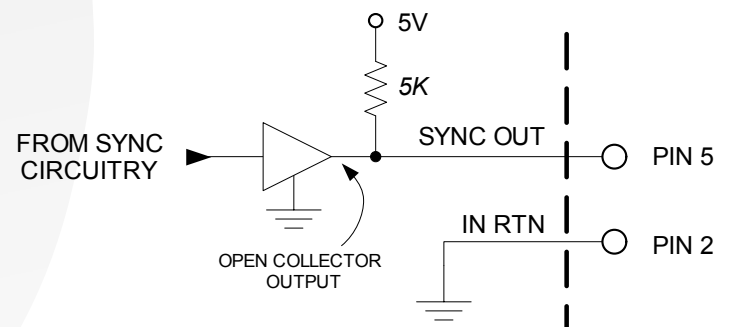 5V
5K
FROM SYNC
CIRCUITRY
SYNC OUT
PIN 5
IN RTN
PIN 2
OPEN COLLECTOR
OUTPUT